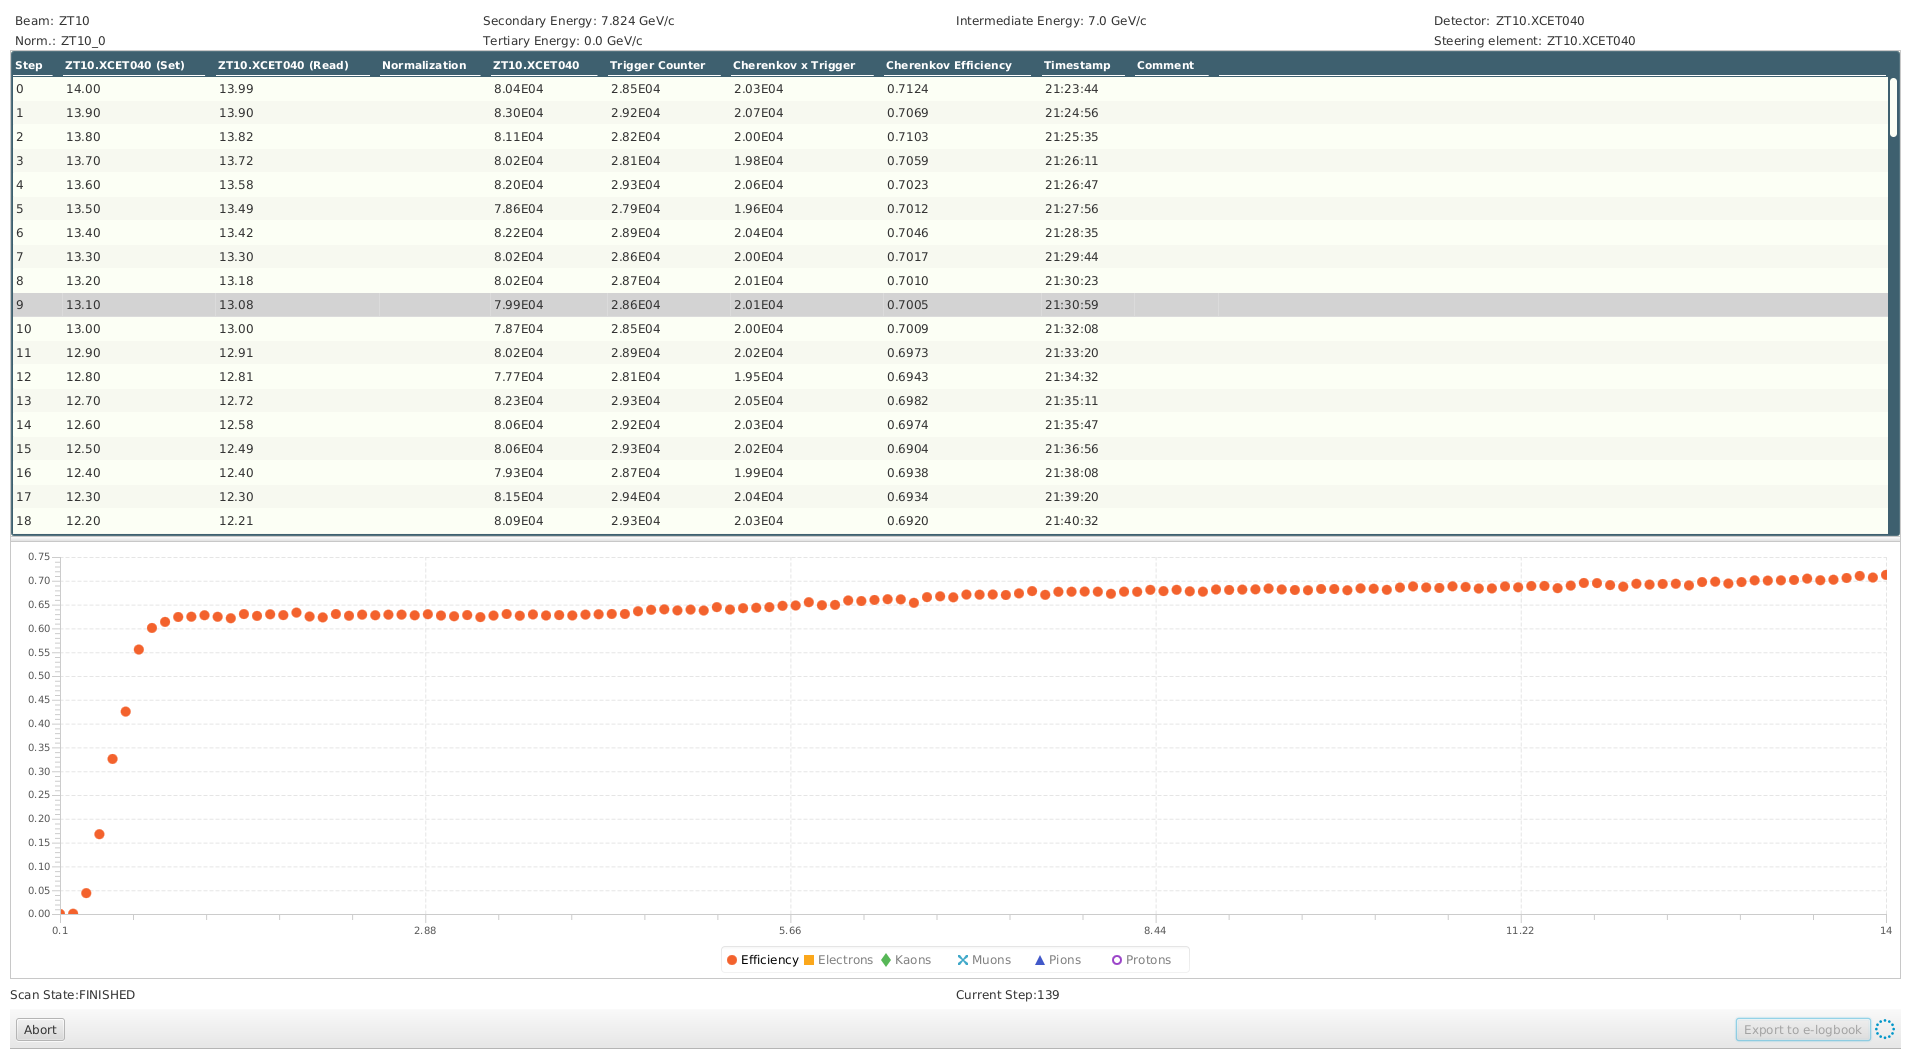 Beam: ZT10 Secondary Energy: 7.824 GeV/c Intermediate Energy: 7.0 GeV/c Detector: ZT10.XCET040
Norm.: ZT10_0 Tertiary Energy: 0.0 GeV/c Steering element: ZT10.XCET040
Step ZT10.XCET040 (Set) ZT10.XCET040 (Read) Normalization ZT10.XCET040 Trigger Counter Cherenkov x Trigger Cherenkov Efficiency Timestamp Comment
0 14.00 13.99 8.04E04 2.85E04 2.03E04 0.7124 21:23:44
1 13.90 13.90 8.30E04 2.92E04 2.07E04 0.7069 21:24:56
2 13.80 13.82 8.11E04 2.82E04 2.00E04 0.7103 21:25:35
3 13.70 13.72 8.02E04 2.81E04 1.98E04 0.7059 21:26:11
4 13.60 13.58 8.20E04 2.93E04 2.06E04 0.7023 21:26:47
5 13.50 13.49 7.86E04 2.79E04 1.96E04 0.7012 21:27:56
6 13.40 13.42 8.22E04 2.89E04 2.04E04 0.7046 21:28:35
7 13.30 13.30 8.02E04 2.86E04 2.00E04 0.7017 21:29:44
8 13.20 13.18 8.02E04 2.87E04 2.01E04 0.7010 21:30:23
9 13.10 13.08 7.99E04 2.86E04 2.01E04 0.7005 21:30:59
10 13.00 13.00 7.87E04 2.85E04 2.00E04 0.7009 21:32:08
11 12.90 12.91 8.02E04 2.89E04 2.02E04 0.6973 21:33:20
12 12.80 12.81 7.77E04 2.81E04 1.95E04 0.6943 21:34:32
13 12.70 12.72 8.23E04 2.93E04 2.05E04 0.6982 21:35:11
14 12.60 12.58 8.06E04 2.92E04 2.03E04 0.6974 21:35:47
15 12.50 12.49 8.06E04 2.93E04 2.02E04 0.6904 21:36:56
16 12.40 12.40 7.93E04 2.87E04 1.99E04 0.6938 21:38:08
17 12.30 12.30 8.15E04 2.94E04 2.04E04 0.6934 21:39:20
18 12.20 12.21 8.09E04 2.93E04 2.03E04 0.6920 21:40:32
0.75
0.70
0.65
0.60
0.55
0.50
0.45
0.40
0.35
0.30
0.25
0.20
0.15
0.10
0.05
0.00
0.1 2.88 5.66 8.44 11.22 14
Efficiency Electrons Kaons Muons Pions Protons
Scan State:FINISHED Current Step:139
Abort Export to e-logbook